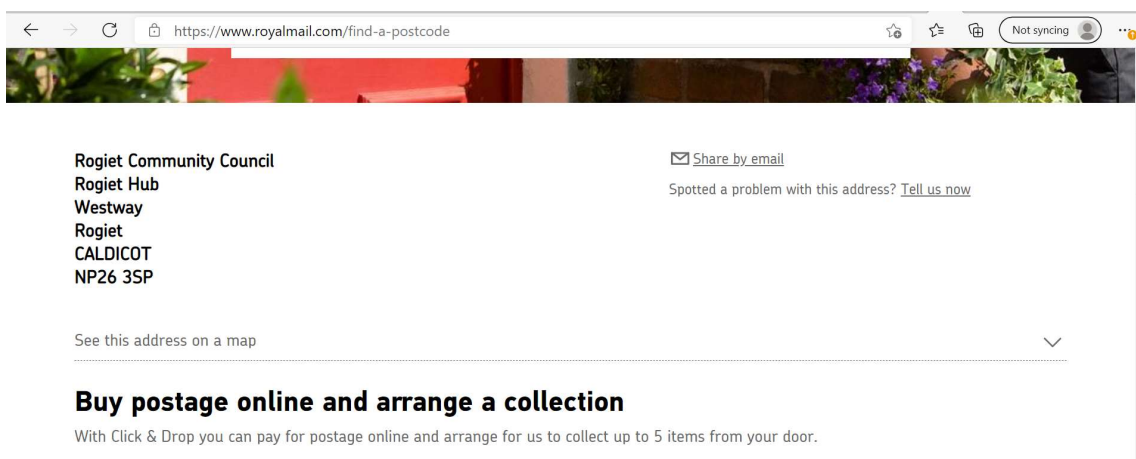 https://www.royalmail.com/find-a-postcode
Not syncing
Rogiet Community Council
Rogiet Hub
Westway
Rogiet
CALDICOT
NP26 3SP
Share by email
Spotted a problem with this address? Tell us now
See this address on a map
Buy postage online and arrange a collection
With Click & Drop you can pay for postage online and arrange for us to collect up to 5 items from your door.